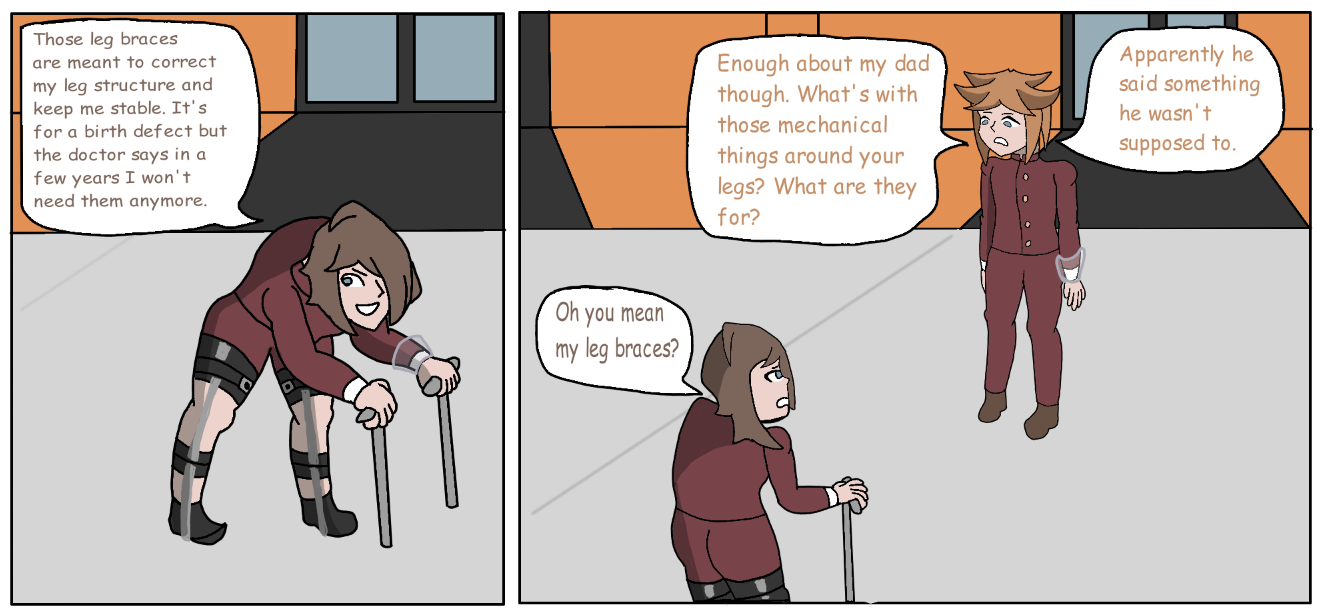 Apparently he
said something
he wasn't
supposed to.
Enough about my dad
though. What's with
those mechanical
things around your
legs? What are they
for?
Oh you mean
my leg braces?
Those leg braces
are meant to correct
my leg structure and
keep me stable. It's
for a birth defect but
the doctor says in a
few years I won't
need them anymore.